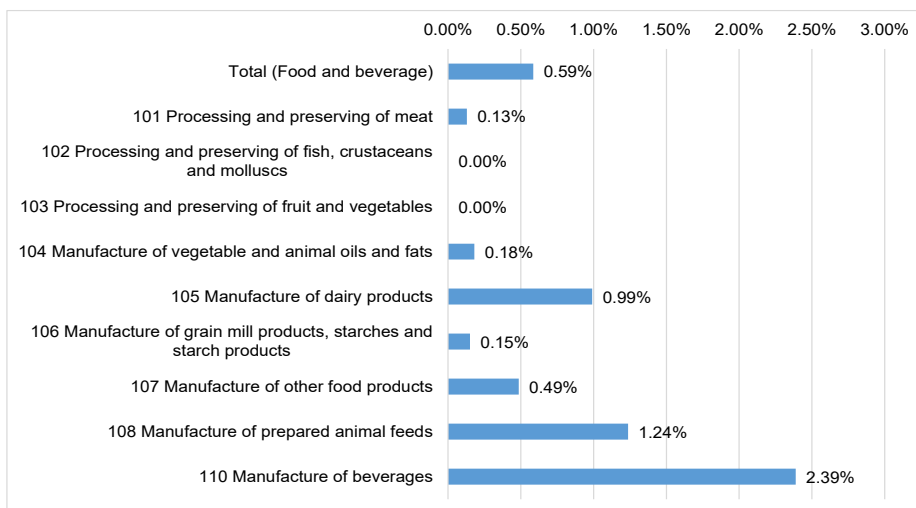 0.00% 0.50% 1.00% 1.50% 2.00% 2.50% 3.00%
Total (Food and beverage) 0.59%
101 Processing and preserving of meat 0.13%
102 Processing and preserving of fish, crustaceans
and molluscs 0.00%
103 Processing and preserving of fruit and vegetables 0.00%
104 Manufacture of vegetable and animal oils and fats 0.18%
105 Manufacture of dairy products 0.99%
106 Manufacture of grain mill products, starches and
starch products 0.15%
107 Manufacture of other food products 0.49%
108 Manufacture of prepared animal feeds 1.24%
110 Manufacture of beverages 2.39%